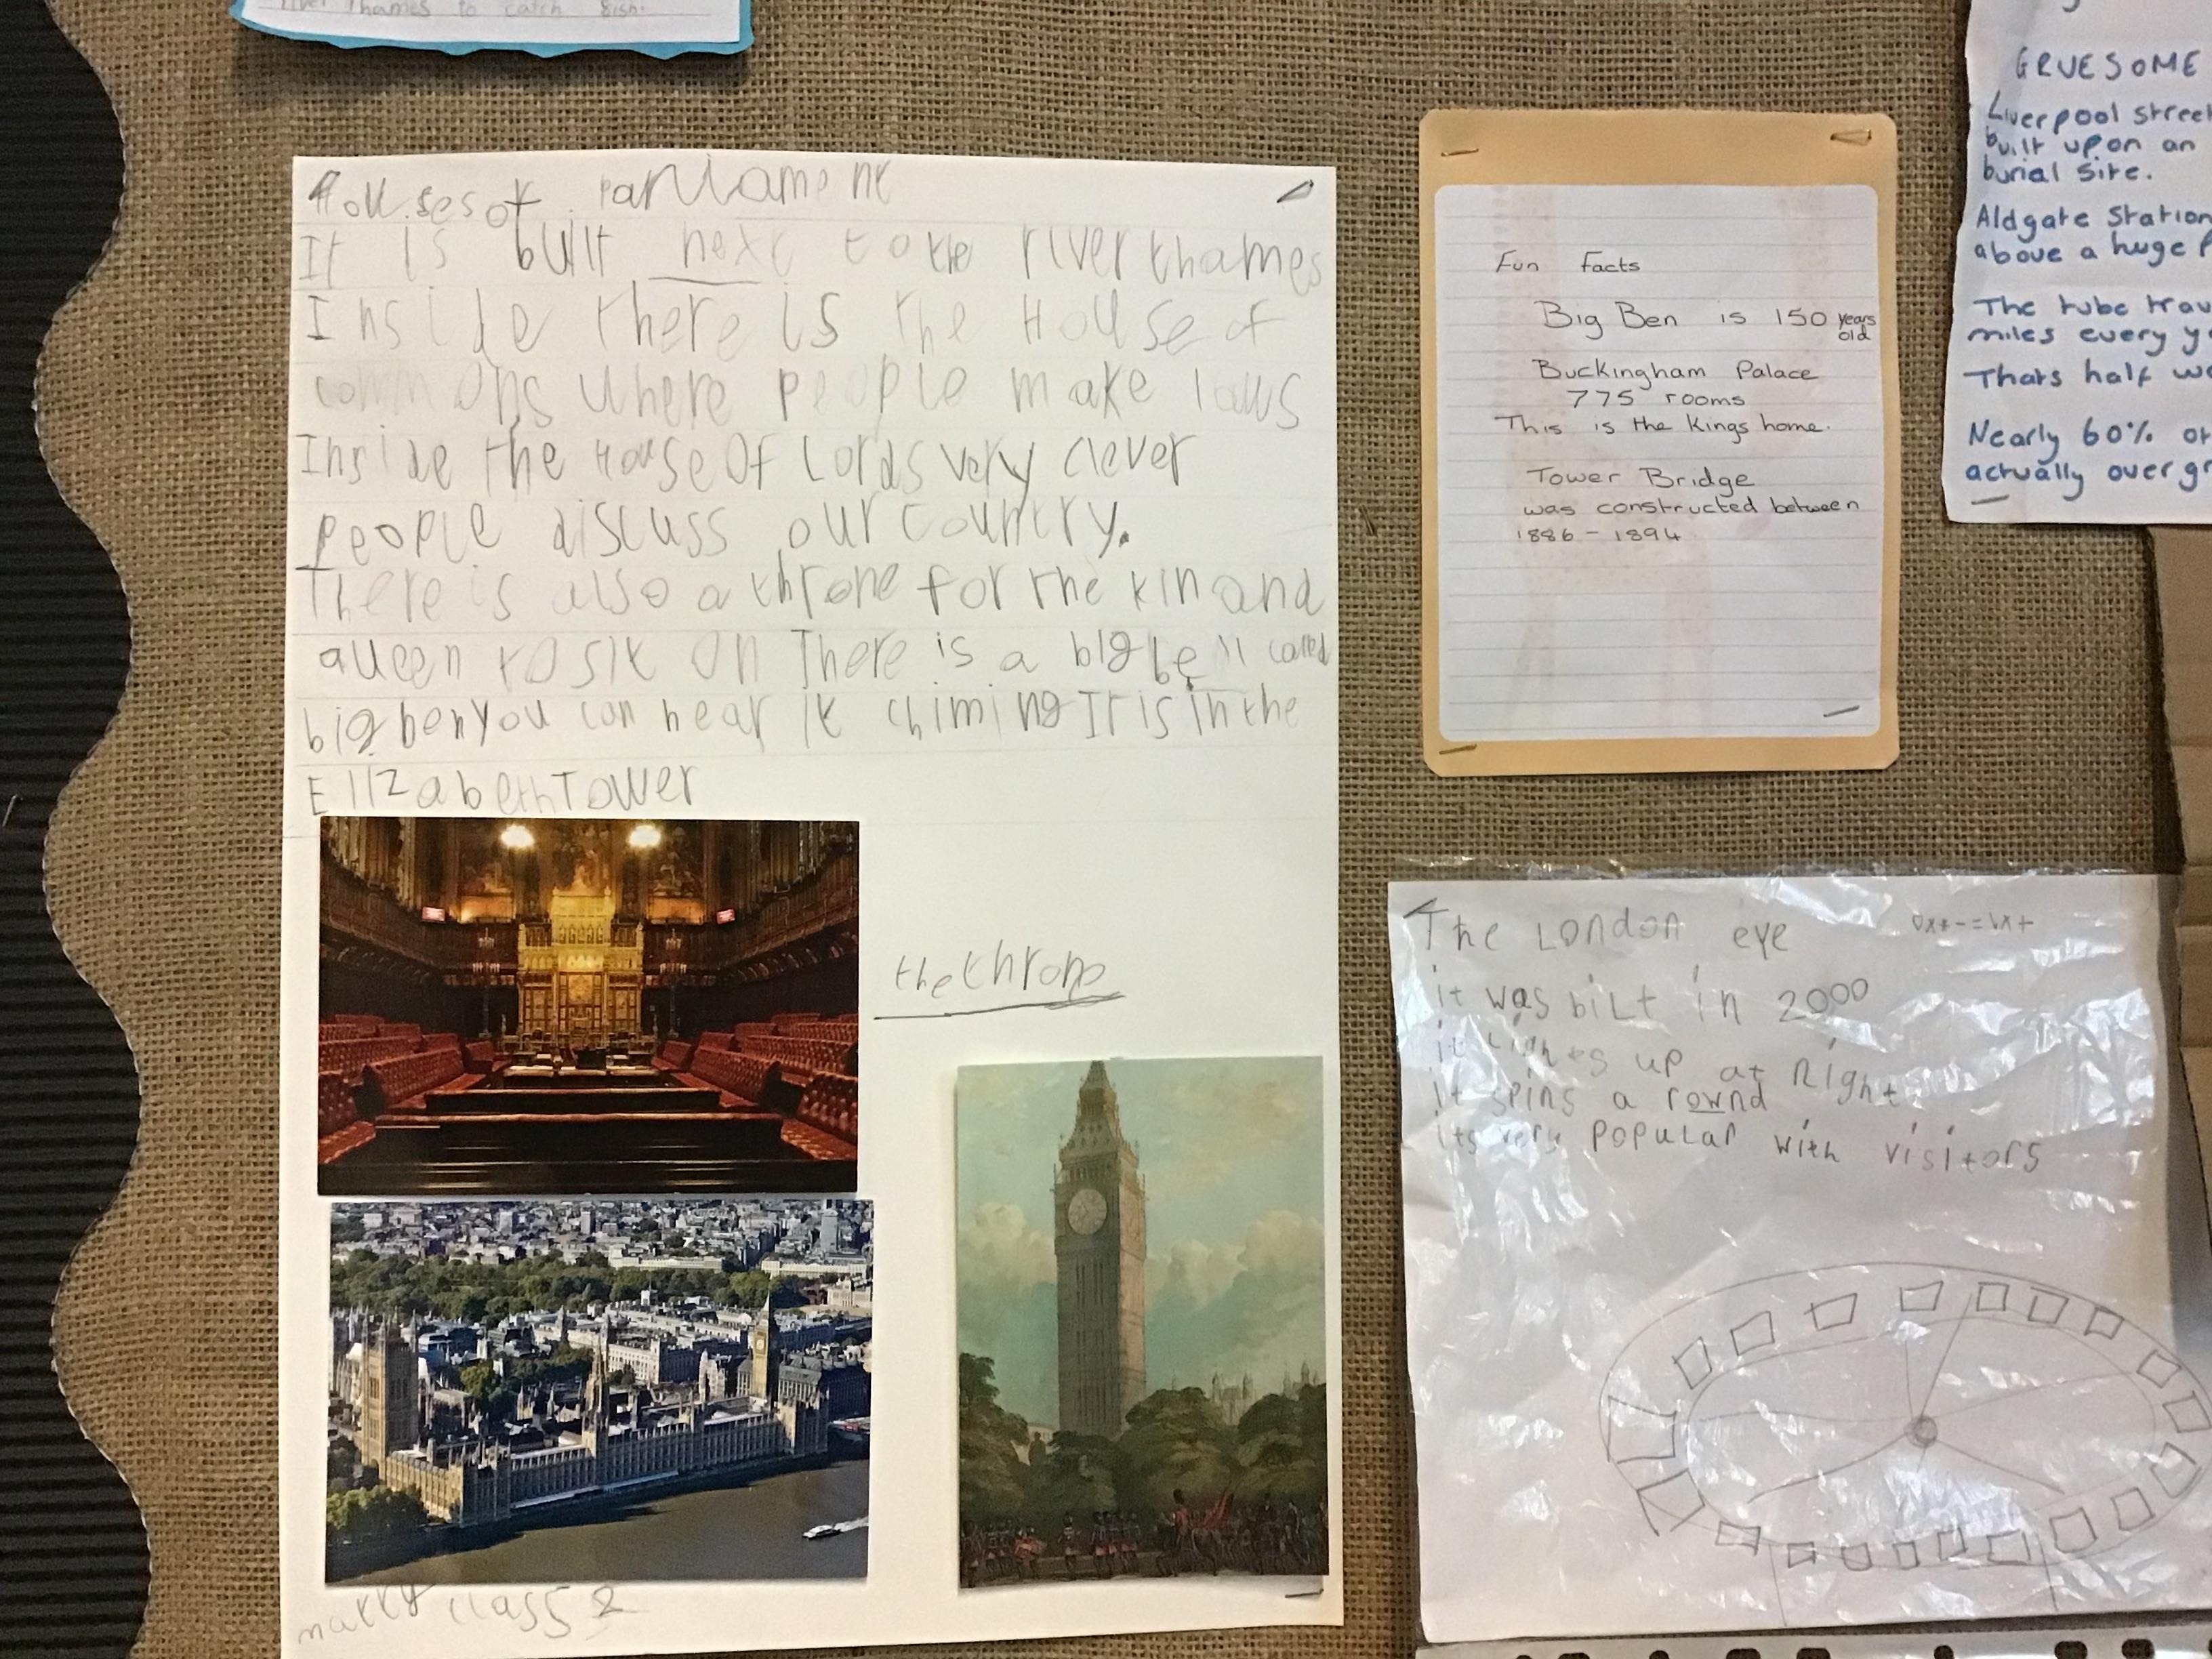 river Thames to catch fish.
Houses of Parliament
It is built next to the river thames
Inside there is the House of
commons where people make laws
Inside the House of Lords very clever
people discuss our country.
There is also a throne for the kin and
queen to sit on There is a big bell called
big ben you can hear it chiming It is in the
Elizabeth Tower
the throne
matty class 2
Fun Facts
Big Ben is 150 years old
Buckingham Palace
775 rooms
This is the Kings home.
Tower Bridge
was constructed between
1886 - 1894
GRUESOME
Liverpool street
built upon an
burial site.
Aldgate Station
above a huge
The tube
miles every
Thats half
Nearly 60% of
actually over
The London eye
it was bilt in 2000
it lights up at night
it spins a rownd
its very popular with visitors